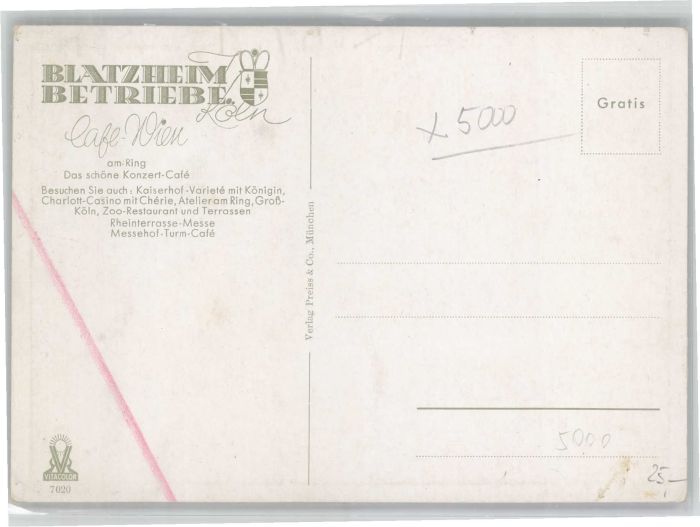 BLATZHEIM
BETRIEBE
Köln
Café-Wien
am-Ring
Das schöne Konzert-Café
Besuchen Sie auch: Kaiserhof-Varieté mit Königin,
Charlott-Casino mit Chérie, Atelier am Ring, Groß-
Köln, Zoo-Restaurant und Terrassen
Rheinterrasse-Messe
Messehof-Turm-Café
VITACOLOR
7020
Verlag Preiss & Co., München
Gratis
x 5000
5000
25-